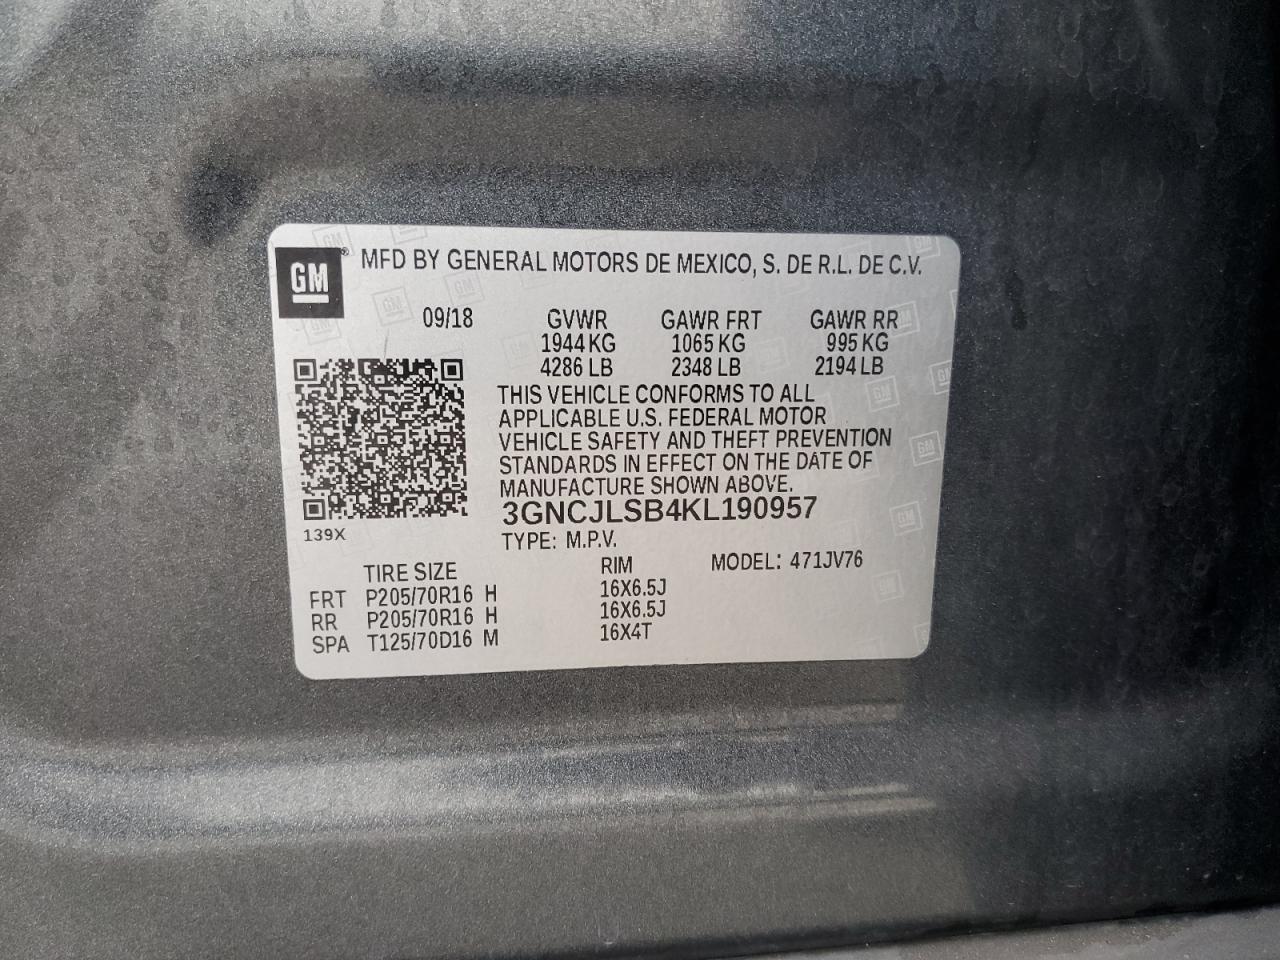 GM® MFD BY GENERAL MOTORS DE MEXICO, S. DE R.L. DE C.V.
09/18 GVWR GAWR FRT GAWR RR
1944 KG 1065 KG 995 KG
4286 LB 2348 LB 2194 LB
THIS VEHICLE CONFORMS TO ALL
APPLICABLE U.S. FEDERAL MOTOR
VEHICLE SAFETY AND THEFT PREVENTION
STANDARDS IN EFFECT ON THE DATE OF
MANUFACTURE SHOWN ABOVE.
3GNCJLSB4KL190957
139X
TYPE: M.P.V.
TIRE SIZE RIM MODEL: 471JV76
FRT P205/70R16 H 16X6.5J
RR P205/70R16 H 16X6.5J
SPA T125/70D16 M 16X4T